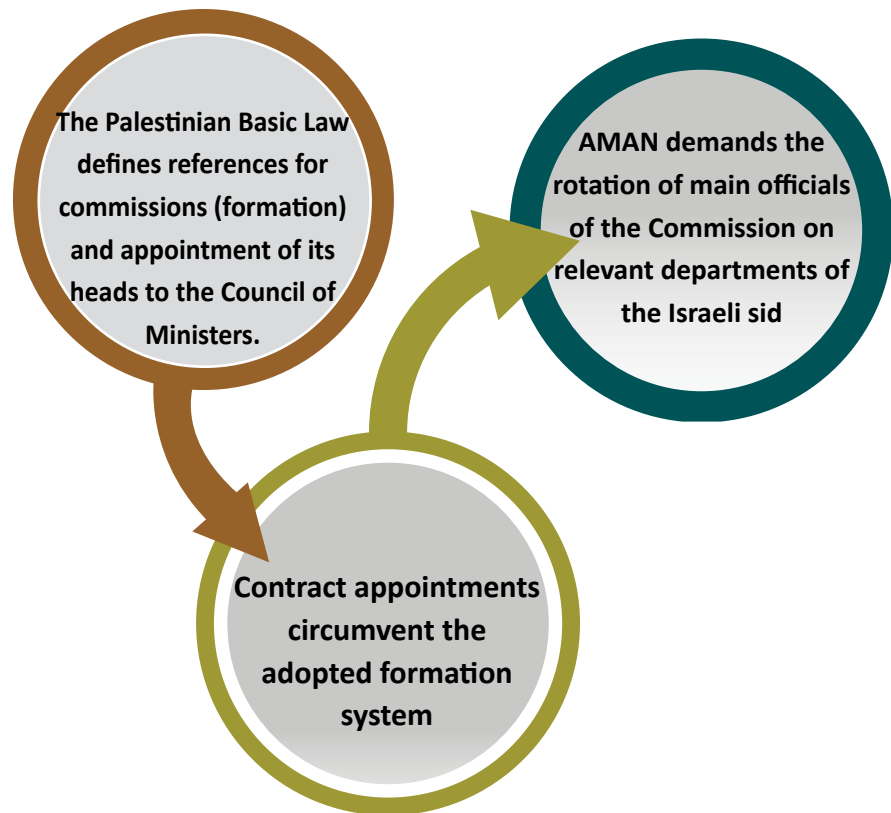 The Palestinian Basic Law
defines references for
commissions (formation)
and appointment of its
heads to the Council of
Ministers.
Contract appointments
circumvent the
adopted formation
system
AMAN demands the
rotation of main officials
of the Commission on
relevant departments of
the Israeli sid